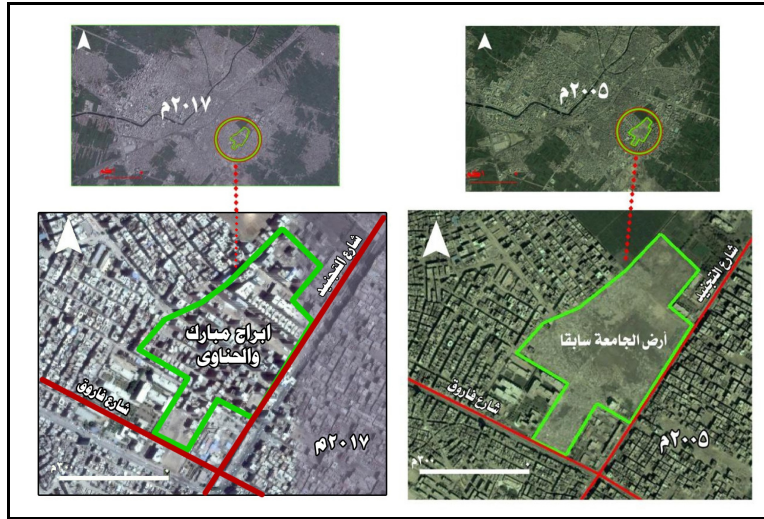 ٢٠٠٥م
٢٠١٧م
شارع التجنيد
أرض الجامعة سابقا
شارع فاروق
٢٠٠٥م
شارع التجنيد
ابراج مبارك
والحناوى
شارع فاروق
٢٠١٧م